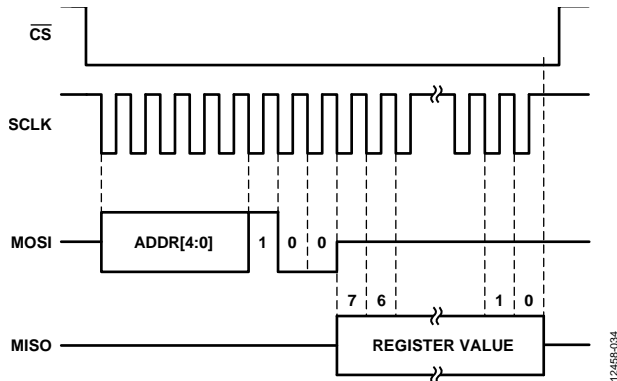 CS
SCLK
MOSI ADDR[4:0] 1 0 0
7 6 1 0
MISO REGISTER VALUE
12458-034